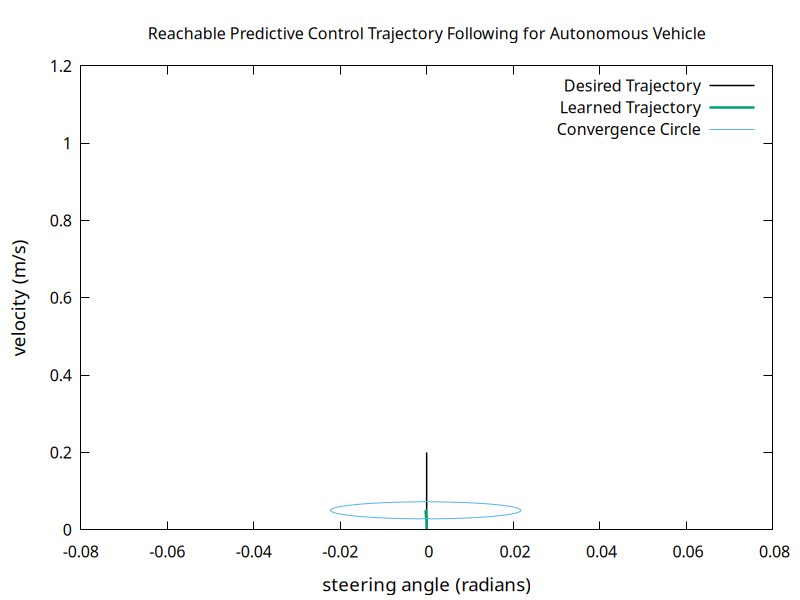 Reachable Predictive Control Trajectory Following for Autonomous Vehicle
Desired Trajectory
Learned Trajectory
Convergence Circle
1.2
1
0.8
0.6
0.4
0.2
0
velocity (m/s)
-0.08 -0.06 -0.04 -0.02 0 0.02 0.04 0.06 0.08
steering angle (radians)